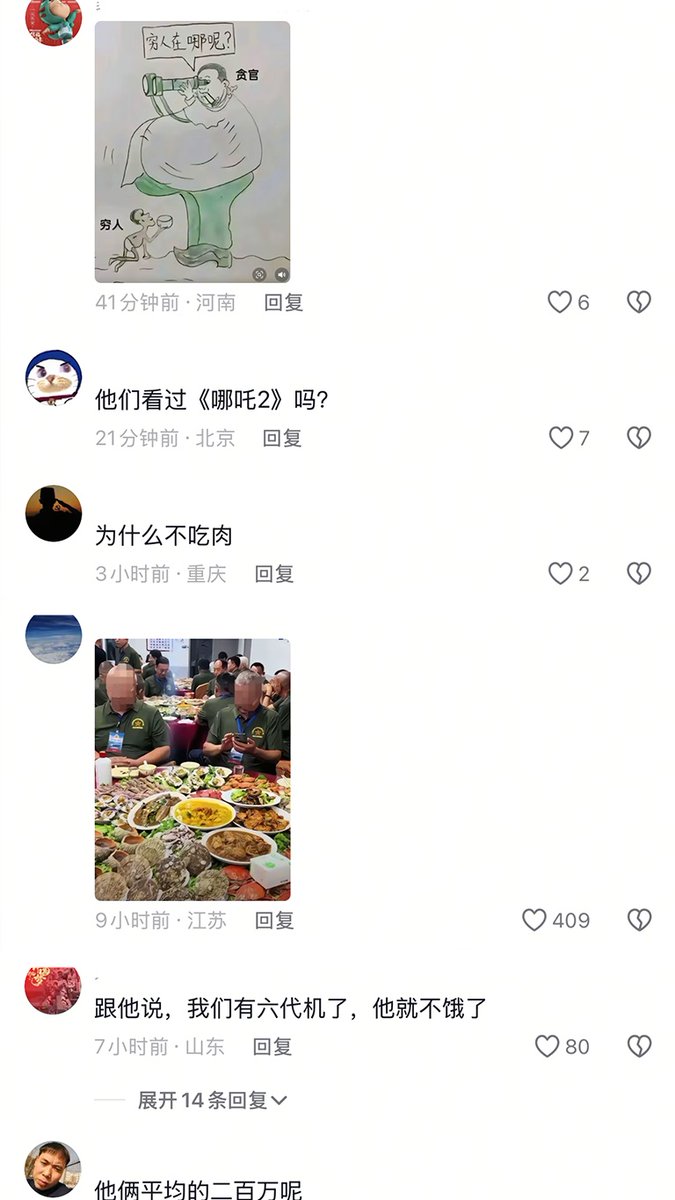 穷人在哪呢?
贪官
穷人
41分钟前·河南 回复
6
他们看过《哪吒2》吗?
21分钟前·北京 回复
7
为什么不吃肉
3小时前·重庆 回复
2
9小时前·江苏 回复
409
跟他说，我们有六代机了，他就不饿了
7小时前·山东 回复
80
展开14条回复
他俩平均的二百万呢